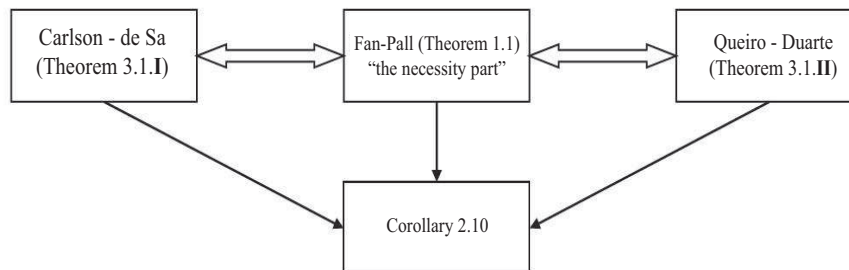 Carlson - de Sa
(Theorem 3.1.I)
Fan-Pall (Theorem 1.1)
“the necessity part”
Queiro - Duarte
(Theorem 3.1.II)
Corollary 2.10